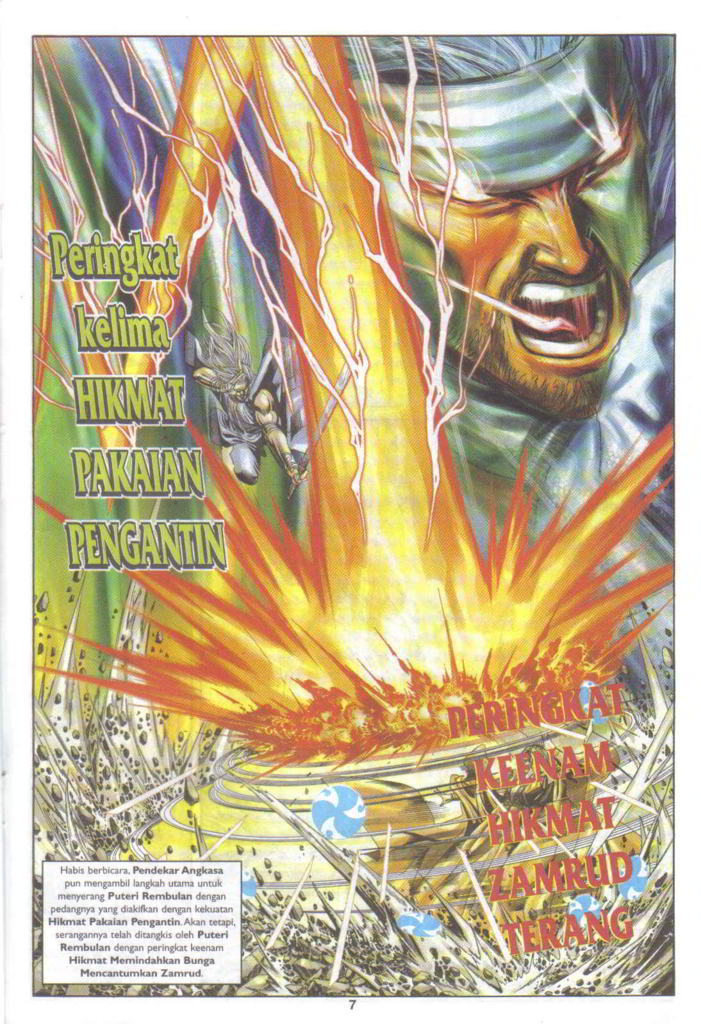 Peringkat
kelima
HIKMAT
PAKAIAN
PENGANTIN
PERINGKAT
KEENAM
HIKMAT
ZAMRUD
TERANG
Habis berbicara, Pendekar Angkasa
pun mengambil langkah utama untuk
menyerang Puteri Rembulan dengan
pedangnya yang diakifkan dengan kekuatan
Hikmat Pakaian Pengantin. Akan tetapi,
serangannya telah ditangkis oleh Puteri
Rembulan dengan peringkat keenam
Hikmat Memindahkan Bunga
Mencantumkan Zamrud.
7